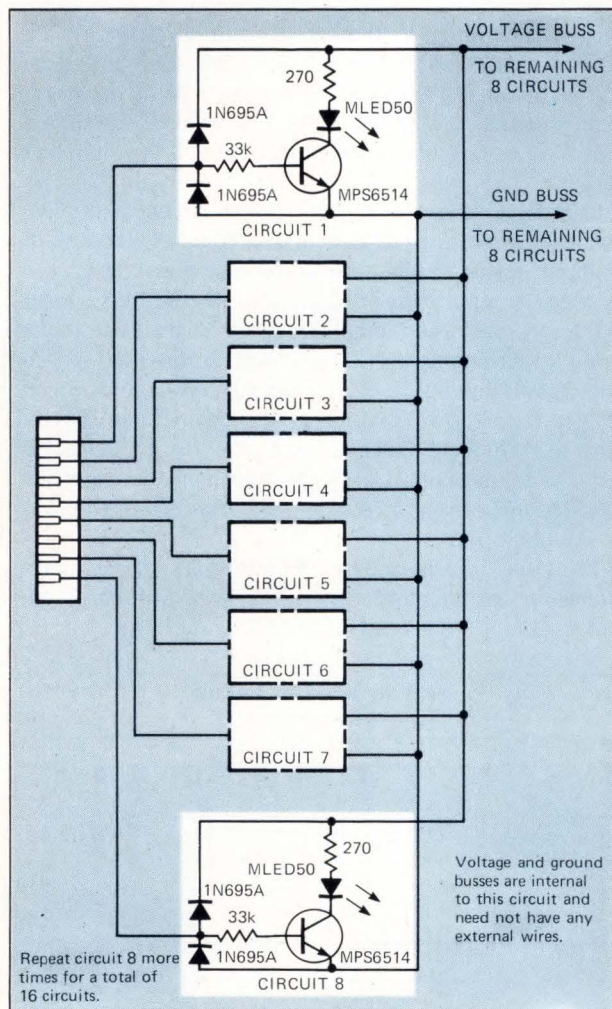 VOLTAGE BUSS
TO REMAINING
8 CIRCUITS
270
MLED50
1N695A
33k
1N695A
MPS6514
CIRCUIT 1
GND BUSS
TO REMAINING
8 CIRCUITS
CIRCUIT 2
CIRCUIT 3
CIRCUIT 4
CIRCUIT 5
CIRCUIT 6
CIRCUIT 7
270
MLED50
1N695A
33k
1N695A
MPS6514
CIRCUIT 8
Voltage and ground
busses are internal
to this circuit and
need not have any
external wires.
Repeat circuit 8 more
times for a total of
16 circuits.